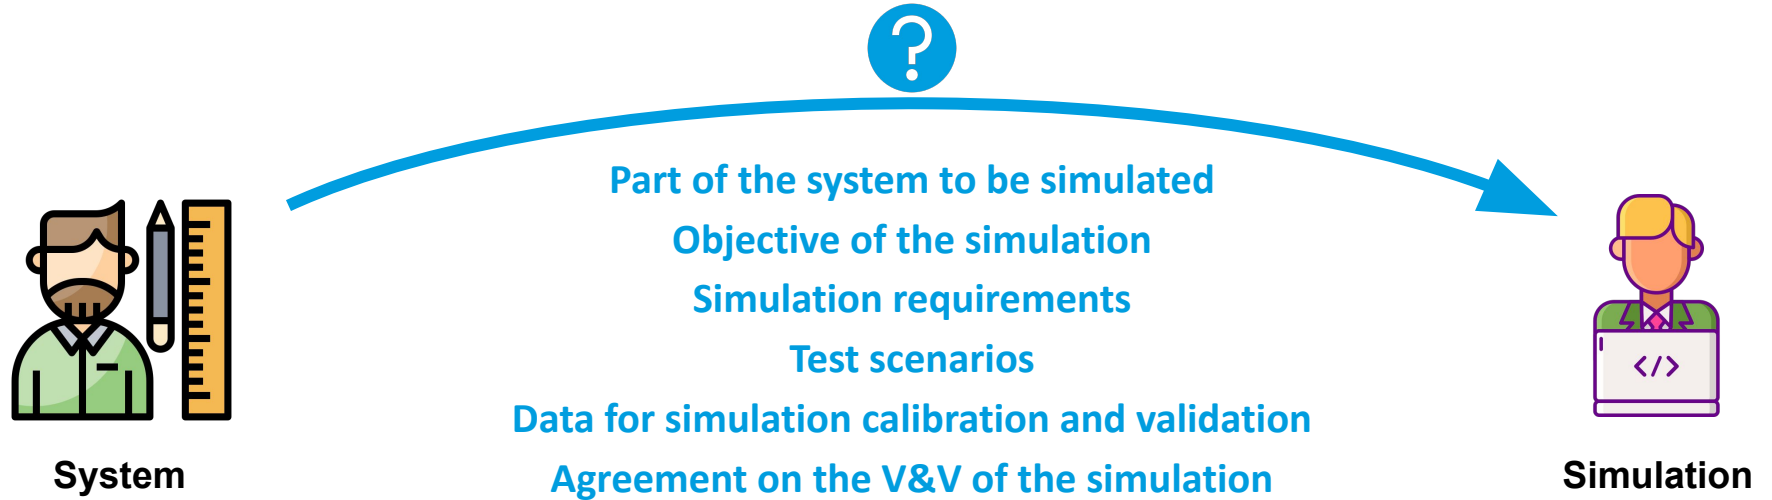 ?
Part of the system to be simulated
Objective of the simulation
Simulation requirements
Test scenarios
</>
Data for simulation calibration and validation
System
Agreement on the V&V of the simulation
Simulation